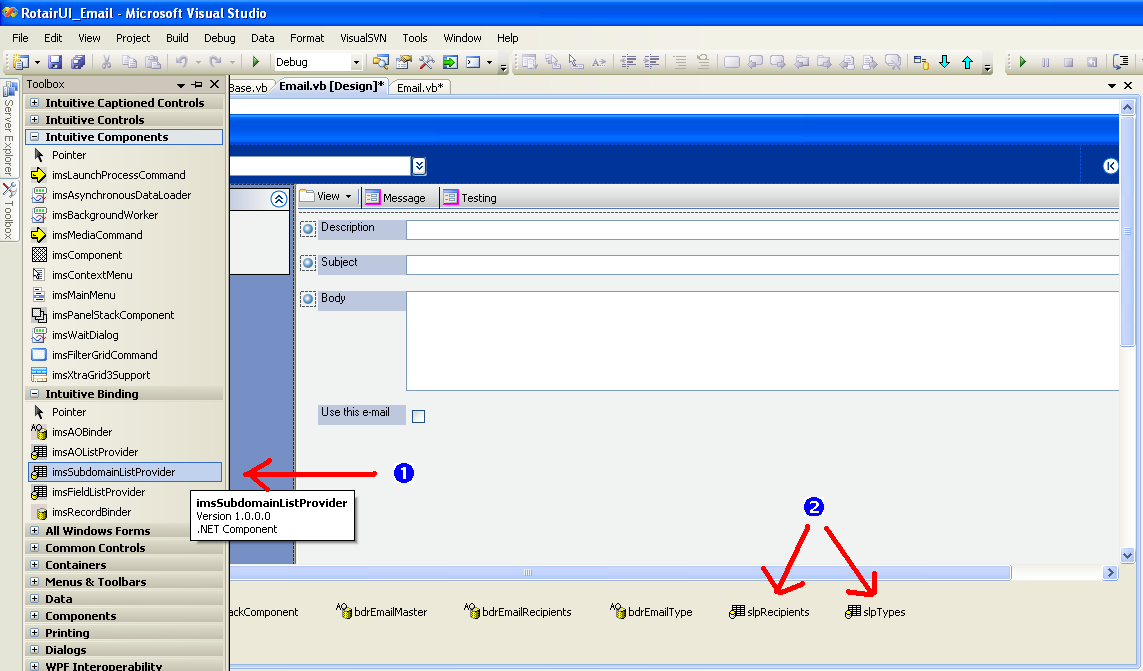 RotairUI_Email - Microsoft Visual Studio
File Edit View Project Build Debug Data Format VisualSVN Tools Window Help
Debug
Toolbox
Base.vb Email.vb [Design]* Email.vb*
Server Explorer
Toolbox
Intuitive Captioned Controls
Intuitive Controls
Intuitive Components
Pointer
imsLaunchProcessCommand
imsAsynchronousDataLoader
imsBackgroundWorker
imsMediaCommand
imsComponent
imsContextMenu
imsMainMenu
imsPanelStackComponent
imsWaitDialog
imsFilterGridCommand
imsXtraGrid3Support
Intuitive Binding
Pointer
imsAOBinder
imsAOListProvider
imsSubdomainListProvider
imsFieldListProvider
imsRecordBinder
All Windows Forms
Common Controls
Containers
Menus & Toolbars
Data
Components
Printing
Dialogs
WPF Interoperability
imsSubdomainListProvider
Version 1.0.0.0
.NET Component
View Message Testing
Description
Subject
Body
Use this e-mail
1
2
ackComponent bdrEmailMaster bdrEmailRecipients bdrEmailType slpRecipients slpTypes